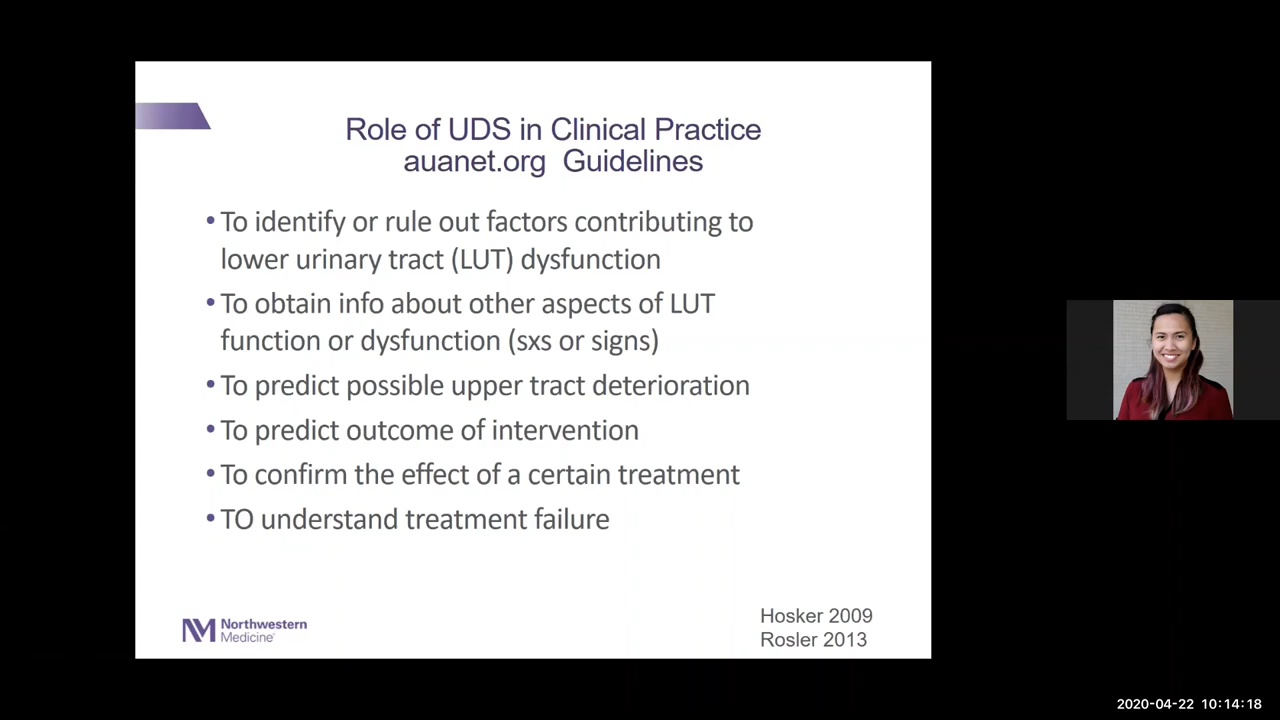 Role of UDS in Clinical Practice
auanet.org  Guidelines
• To identify or rule out factors contributing to
lower urinary tract (LUT) dysfunction
• To obtain info about other aspects of LUT
function or dysfunction (sxs or signs)
• To predict possible upper tract deterioration
• To predict outcome of intervention
• To confirm the effect of a certain treatment
• TO understand treatment failure
Northwestern
Medicine
Hosker 2009
Rosler 2013
2020-04-22 10:14:18